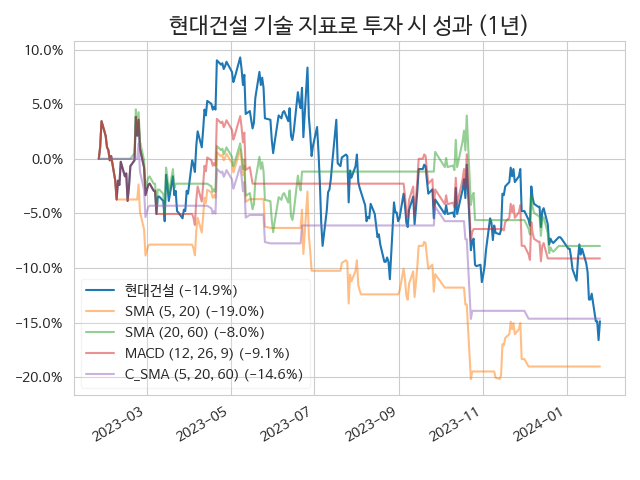 현대건설 기술 지표로 투자 시 성과 (1년)
10.0%
5.0%
0.0%
−5.0%
−10.0%
−15.0%
−20.0%
현대건설 (−14.9%)
SMA (5, 20) (−19.0%)
SMA (20, 60) (−8.0%)
MACD (12, 26, 9) (−9.1%)
C_SMA (5, 20, 60) (−14.6%)
2023−03
2023−05
2023−07
2023−09
2023−11
2024−01